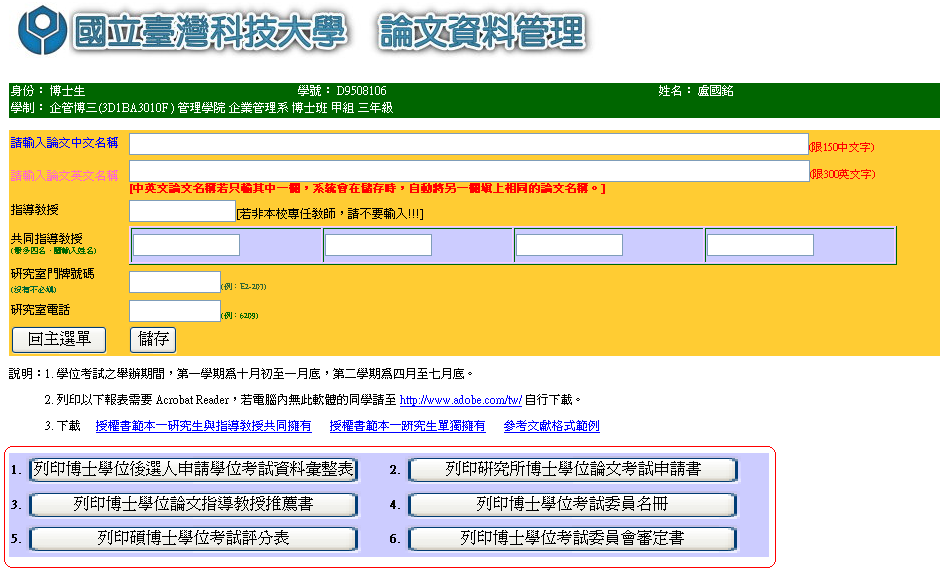 國立臺灣科技大學 論文資料管理
身份： 博士生 學號： D9508106 姓名： 盧國銘
學制： 企管博三(3D1BA3010F) 管理學院 企業管理系 博士班 甲組 三年級
請輸入論文中文名稱 (限150中文字)
請輸入論文英文名稱 (限300英文字)
[中英文論文名稱若只輸其中一欄，系統會在儲存時，自動將另一欄填上相同的論文名稱。]
指導教授 [若非本校專任教師，請不要輸入!!!]
共同指導教授
(最多四名，請輸入姓名)
研究室門牌號碼
(沒有不必填) (例：E2-203)
研究室電話 (例：6209)
回主選單 儲存
說明：1. 學位考試之舉辦期間，第一學期為十月初至一月底，第二學期為四月至七月底。
2. 列印以下報表需要 Acrobat Reader，若電腦內無此軟體的同學請至 http://www.adobe.com/tw/ 自行下載。
3. 下載 授權書範本一研究生與指導教授共同擁有 授權書範本一研究生單獨擁有 參考文獻格式範例
1. 列印博士學位後選人申請學位考試資料彙整表 2. 列印研究所博士學位論文考試申請書
3. 列印博士學位論文指導教授推薦書 4. 列印博士學位考試委員名冊
5. 列印碩博士學位考試評分表 6. 列印博士學位考試委員會審定書